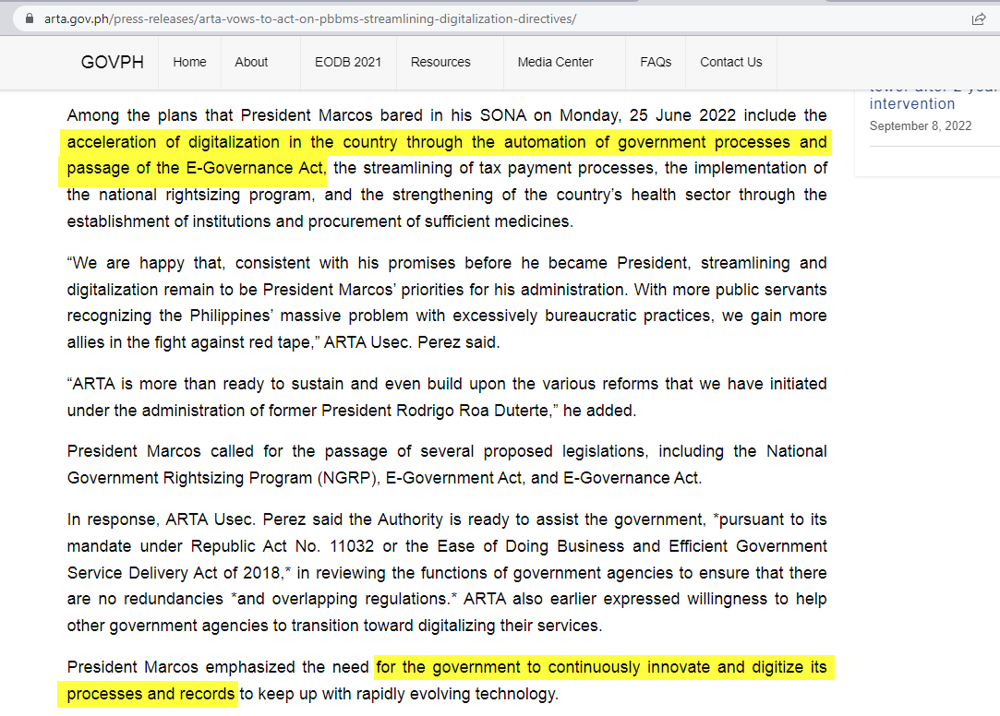 arta.gov.ph/press-releases/arta-vows-to-act-on-pbbms-streamlining-digitalization-directives/
GOVPH Home About EODB 2021 Resources Media Center FAQs Contact Us
intervention
September 8, 2022
Among the plans that President Marcos bared in his SONA on Monday, 25 June 2022 include the
acceleration of digitalization in the country through the automation of government processes and
passage of the E-Governance Act, the streamlining of tax payment processes, the implementation of
the national rightsizing program, and the strengthening of the country’s health sector through the
establishment of institutions and procurement of sufficient medicines.
“We are happy that, consistent with his promises before he became President, streamlining and
digitalization remain to be President Marcos’ priorities for his administration. With more public servants
recognizing the Philippines’ massive problem with excessively bureaucratic practices, we gain more
allies in the fight against red tape,” ARTA Usec. Perez said.
“ARTA is more than ready to sustain and even build upon the various reforms that we have initiated
under the administration of former President Rodrigo Roa Duterte,” he added.
President Marcos called for the passage of several proposed legislations, including the National
Government Rightsizing Program (NGRP), E-Government Act, and E-Governance Act.
In response, ARTA Usec. Perez said the Authority is ready to assist the government, *pursuant to its
mandate under Republic Act No. 11032 or the Ease of Doing Business and Efficient Government
Service Delivery Act of 2018,* in reviewing the functions of government agencies to ensure that there
are no redundancies *and overlapping regulations.* ARTA also earlier expressed willingness to help
other government agencies to transition toward digitalizing their services.
President Marcos emphasized the need for the government to continuously innovate and digitize its
processes and records to keep up with rapidly evolving technology.